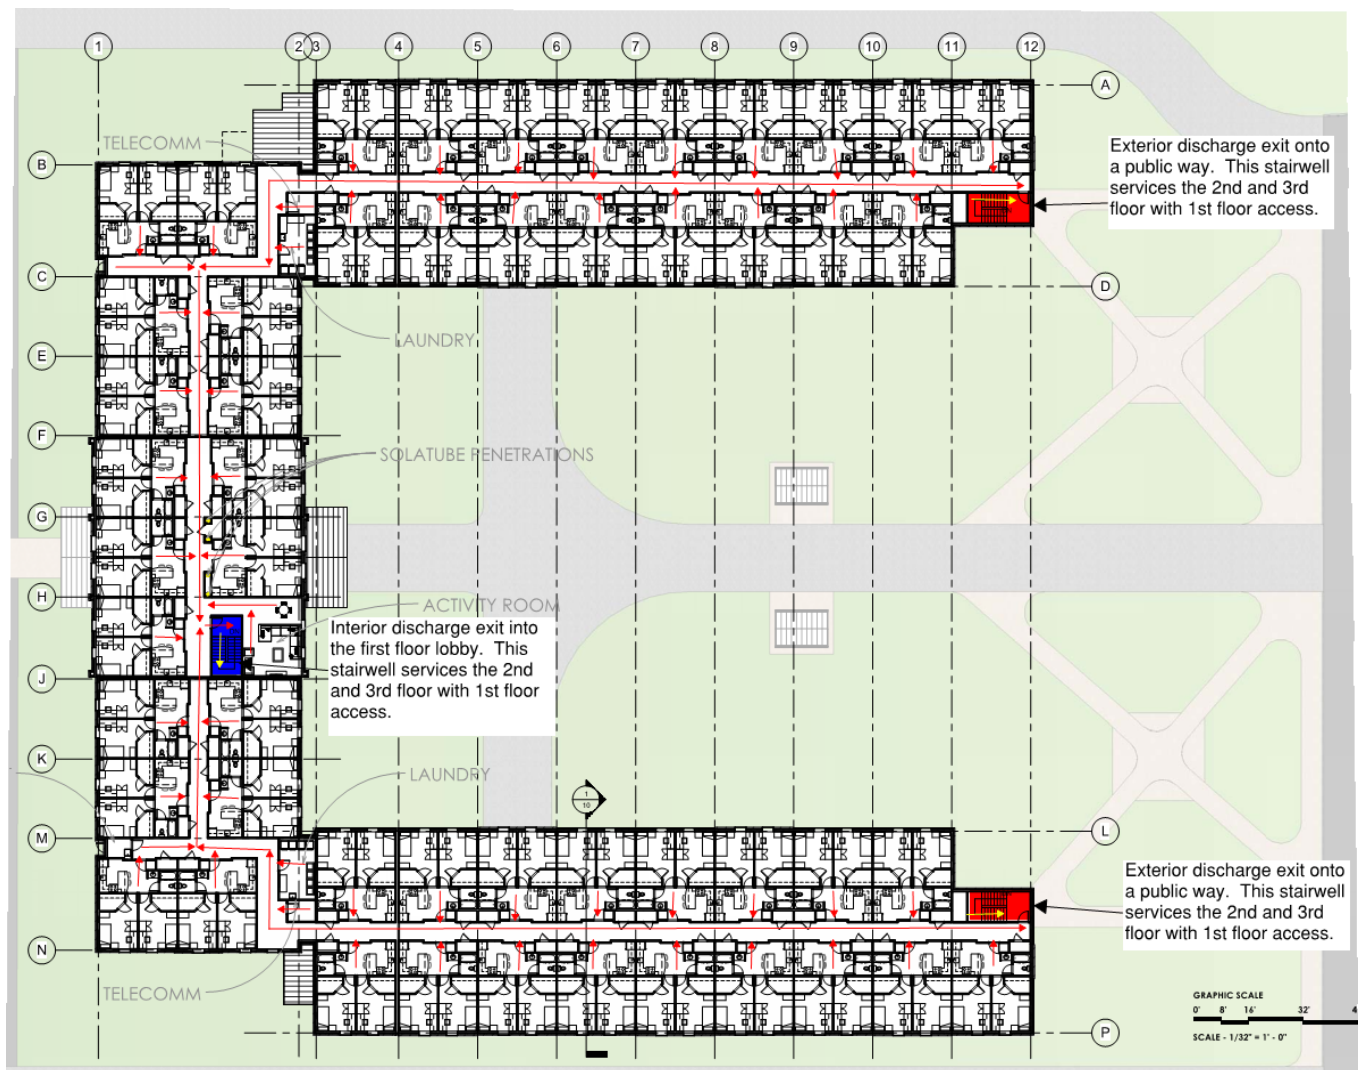 1 2 3 4 5 6 7 8 9 10 11 12
A
TELECOMM
B
Exterior discharge exit onto
a public way.  This stairwell
services the 2nd and 3rd
floor with 1st floor access.
C
D
LAUNDRY
E
F
SOLATUBE PENETRATIONS
G
H
ACTIVITY ROOM
Interior discharge exit into
the first floor lobby.  This
stairwell services the 2nd
and 3rd floor with 1st floor
access.
J
K
LAUNDRY
1
10
M
L
Exterior discharge exit onto
a public way.  This stairwell
services the 2nd and 3rd
floor with 1st floor access.
N
TELECOMM
GRAPHIC SCALE
0' 8' 16' 32' 4
SCALE - 1/32" = 1' - 0"
P